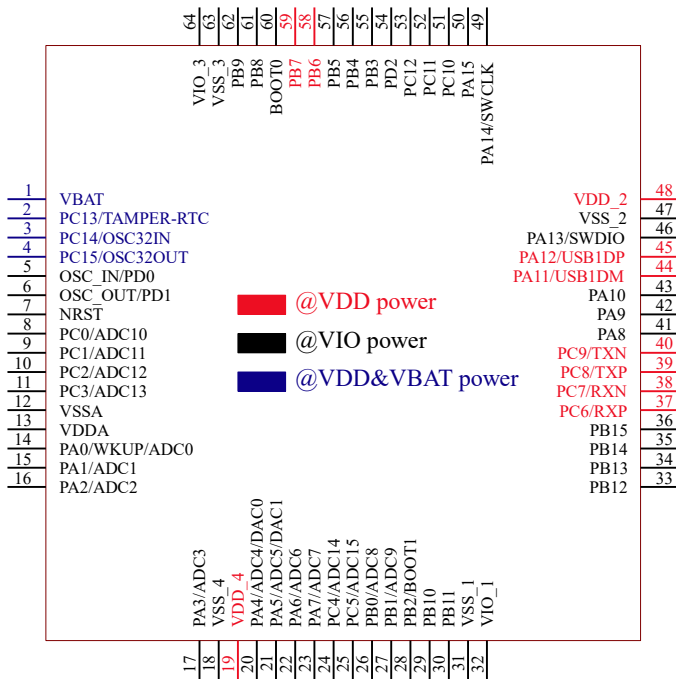 64
63
62
61
60
59
58
57
56
55
54
53
52
51
50
49
VIO_3
VSS_3
PB9
PB8
BOOT0
PB7
PB6
PB5
PB4
PB3
PD2
PC12
PC11
PC10
PA15
PA14/SWCLK
1 VBAT
2 PC13/TAMPER-RTC
3 PC14/OSC32IN
4 PC15/OSC32OUT
5 OSC_IN/PD0
6 OSC_OUT/PD1
7 NRST
8 PC0/ADC10
9 PC1/ADC11
10 PC2/ADC12
11 PC3/ADC13
12 VSSA
13 VDDA
14 PA0/WKUP/ADC0
15 PA1/ADC1
16 PA2/ADC2
@VDD power
@VIO power
@VDD&VBAT power
VDD_2 48
VSS_2 47
PA13/SWDIO 46
PA12/USB1DP 45
PA11/USB1DM 44
PA10 43
PA9 42
PA8 41
PC9/TXN 40
PC8/TXP 39
PC7/RXN 38
PC6/RXP 37
PB15 36
PB14 35
PB13 34
PB12 33
PA3/ADC3
VSS_4
VDD_4
PA4/ADC4/DAC0
PA5/ADC5/DAC1
PA6/ADC6
PA7/ADC7
PC4/ADC14
PC5/ADC15
PB0/ADC8
PB1/ADC9
PB2/BOOT1
PB10
PB11
VSS_1
VIO_1
17
18
19
20
21
22
23
24
25
26
27
28
29
30
31
32